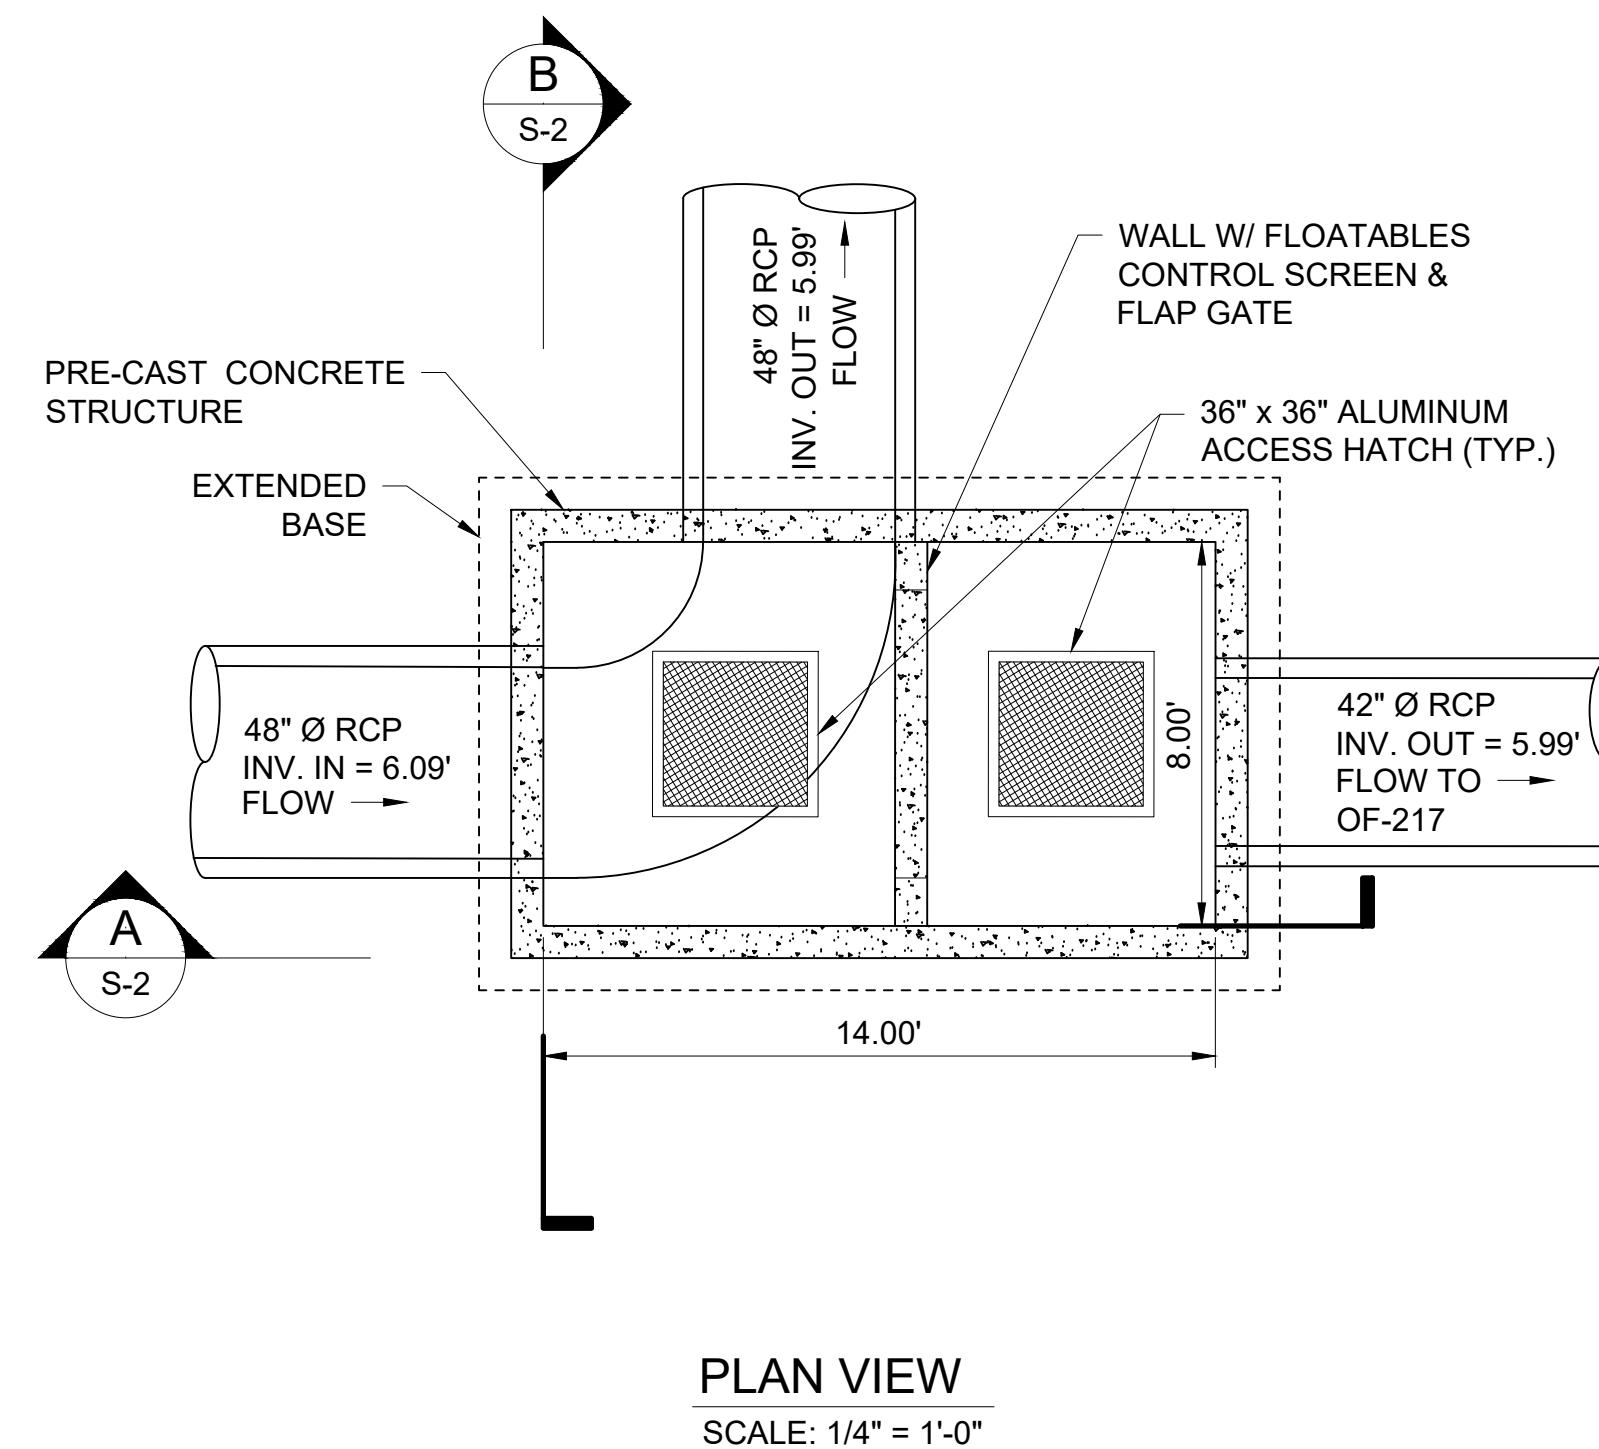 B
S-2
48" Ø RCP
INV. OUT = 5.99'
FLOW
WALL W/ FLOATABLES
CONTROL SCREEN &
FLAP GATE
PRE-CAST CONCRETE
STRUCTURE
36" x 36" ALUMINUM
ACCESS HATCH (TYP.)
EXTENDED
BASE
48" Ø RCP
INV. IN = 6.09'
FLOW
8.00'
42" Ø RCP
INV. OUT = 5.99'
FLOW TO
OF-217
A
S-2
14.00'
PLAN VIEW
SCALE: 1/4" = 1'-0"